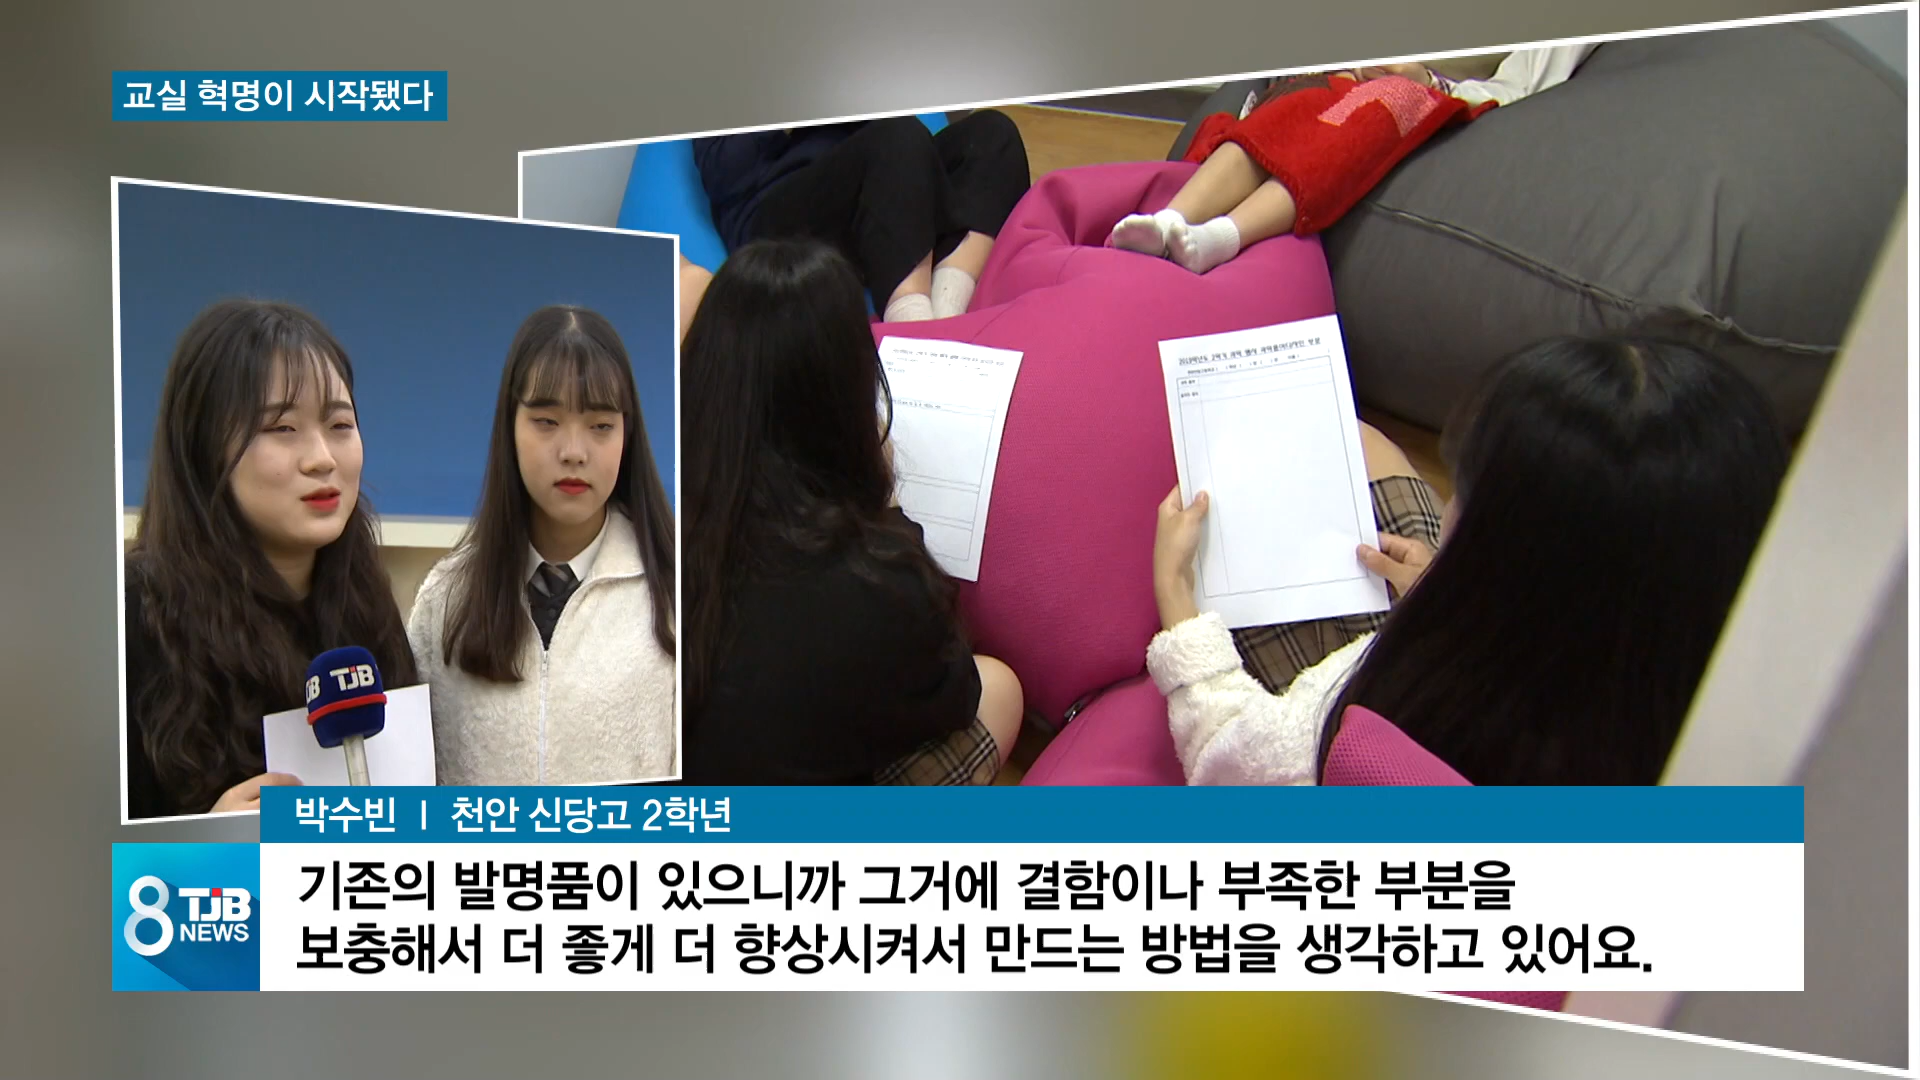 교실 혁명이 시작됐다
TJB
박수빈 ㅣ 천안 신당고 2학년
8 TJB NEWS
기존의 발명품이 있으니까 그거에 결함이나 부족한 부분을
보충해서 더 좋게 더 향상시켜서 만드는 방법을 생각하고 있어요.